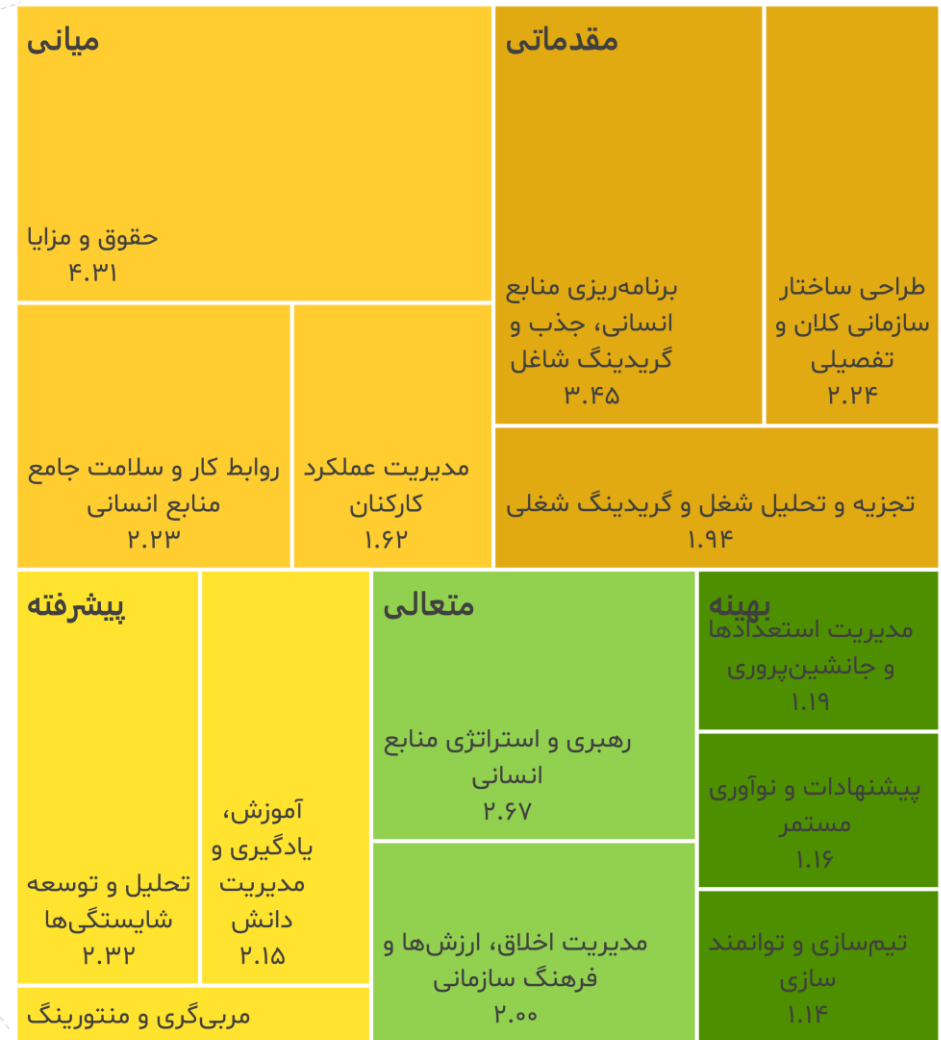 مقدماتی
طراحی ساختار
سازمانی کلان و
تفصیلی
۲.۲۴
برنامه‌ریزی منابع
انسانی، جذب و
گریدینگ شاغل
۳.۴۵
تجزیه و تحلیل شغل و گریدینگ شغلی
۱.۹۴
میانی
حقوق و مزایا
۴.۳۱
مدیریت عملکرد
کارکنان
۱.۶۲
روابط کار و سلامت جامع
منابع انسانی
۲.۲۳
بهینه
مدیریت استعدادها
و جانشین‌پروری
۱.۱۹
پیشنهادات و نوآوری
مستمر
۱.۱۶
تیم‌سازی و توانمند
سازی
۱.۱۴
متعالی
رهبری و استراتژی منابع
انسانی
۲.۶۷
مدیریت اخلاق، ارزش‌ها و
فرهنگ سازمانی
۲.۰۰
پیشرفته
آموزش،
یادگیری و
مدیریت
دانش
۲.۱۵
تحلیل و توسعه
شایستگی‌ها
۲.۳۲
مربی‌گری و منتورینگ